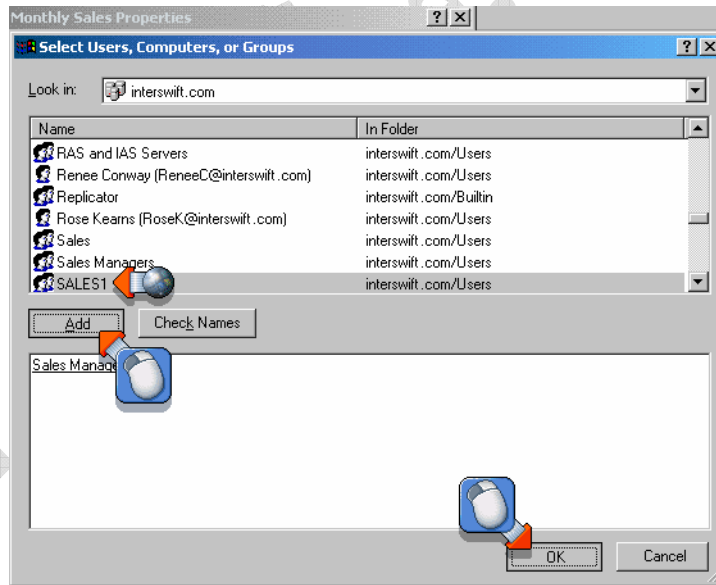 Monthly Sales Properties
Select Users, Computers, or Groups
Look in: interswift.com
Name In Folder
RAS and IAS Servers interswift.com/Users
Renee Conway (ReneeC@interswift.com) interswift.com/Users
Replicator interswift.com/Builtin
Rose Kearns (RoseK@interswift.com) interswift.com/Users
Sales interswift.com/Users
Sales Managers interswift.com/Users
SALES1 interswift.com/Users
Add Check Names
Sales
OK Cancel